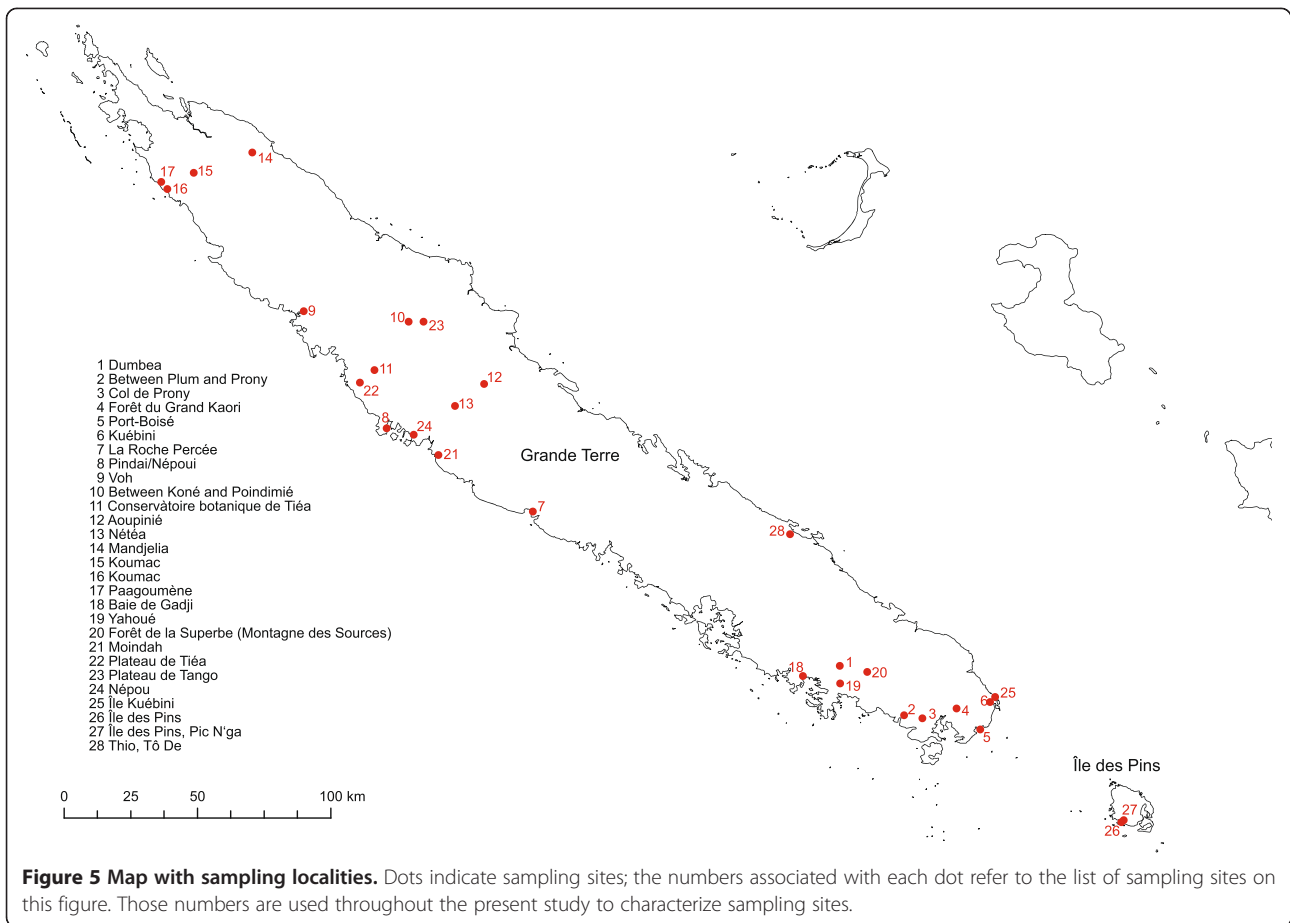 14
17
15
16
9
10
23
11
22
12
13
8
24
21
Grande Terre
7
28
1 Dumbea
2 Between Plum and Prony
3 Col de Prony
4 Forêt du Grand Kaori
5 Port-Boisé
6 Kuébini
7 La Roche Percée
8 Pindai/Népoui
9 Voh
10 Between Koné and Poindimié
11 Conservàtoire botanique de Tiéa
12 Aoupinié
13 Nétéa
14 Mandjelia
15 Koumac
16 Koumac
17 Paagoumène
18 Baie de Gadji
19 Yahoué
20 Forêt de la Superbe (Montagne des Sources)
21 Moindah
22 Plateau de Tiéa
23 Plateau de Tango
24 Népou
25 Île Kuébini
26 Île des Pins
27 Île des Pins, Pic N'ga
28 Thio, Tô De
18
1
20
19
2
3
4
6
25
5
Île des Pins
27
26
0 25 50 100 km
Figure 5 Map with sampling localities. Dots indicate sampling sites; the numbers associated with each dot refer to the list of sampling sites on
this figure. Those numbers are used throughout the present study to characterize sampling sites.